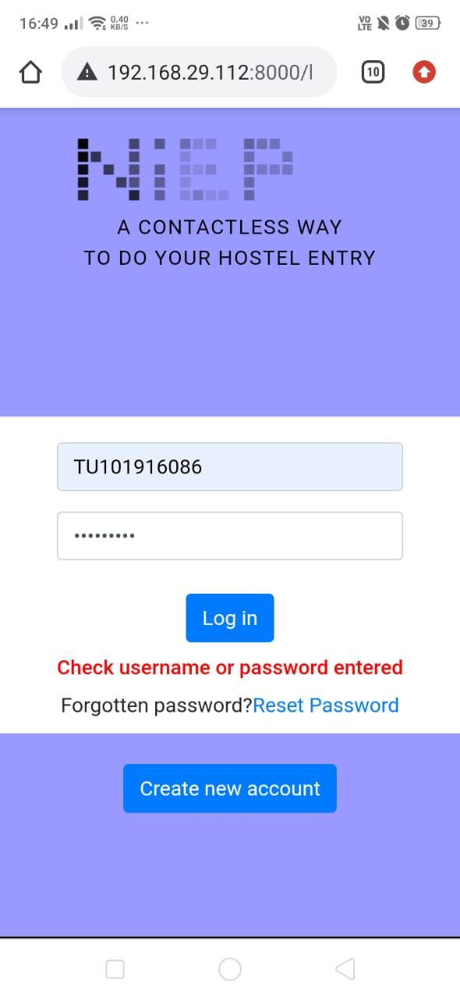 16:49 0.40 KB/S ... VO LTE 39
192.168.29.112:8000/l 10
NiEP
A CONTACTLESS WAY
TO DO YOUR HOSTEL ENTRY
TU101916086
•••••••••
Log in
Check username or password entered
Forgotten password?Reset Password
Create new account